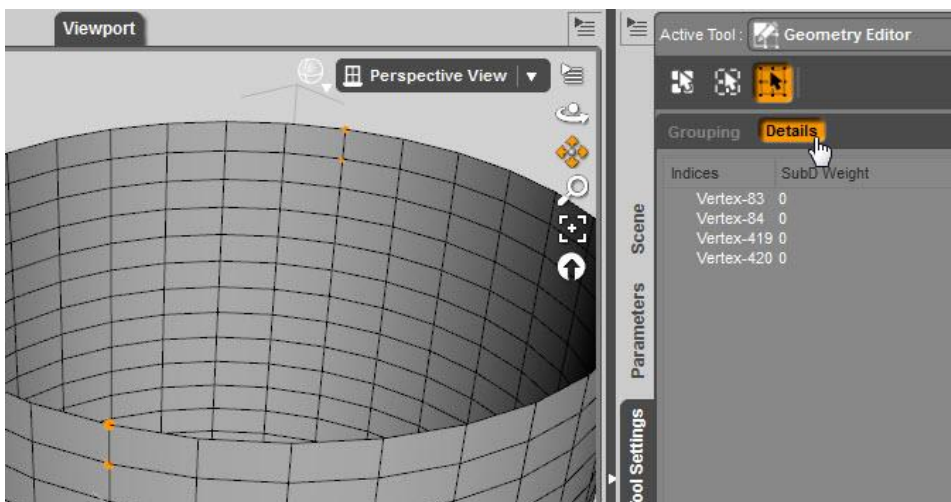 Viewport
Perspective View
Active Tool : Geometry Editor
Grouping Details
Indices SubD Weight
Vertex-83 0
Vertex-84 0
Vertex-419 0
Vertex-420 0
Scene
Parameters
Tool Settings